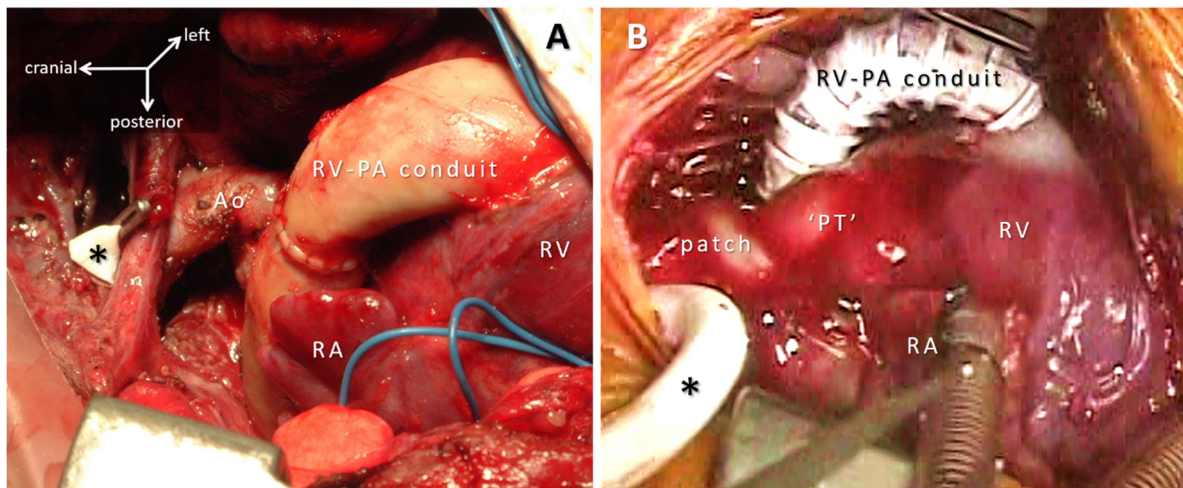 A
left
cranial
posterior
RV-PA conduit
Ao
RV
*
RA
B
RV-PA conduit
'PT'
RV
patch
RA
*